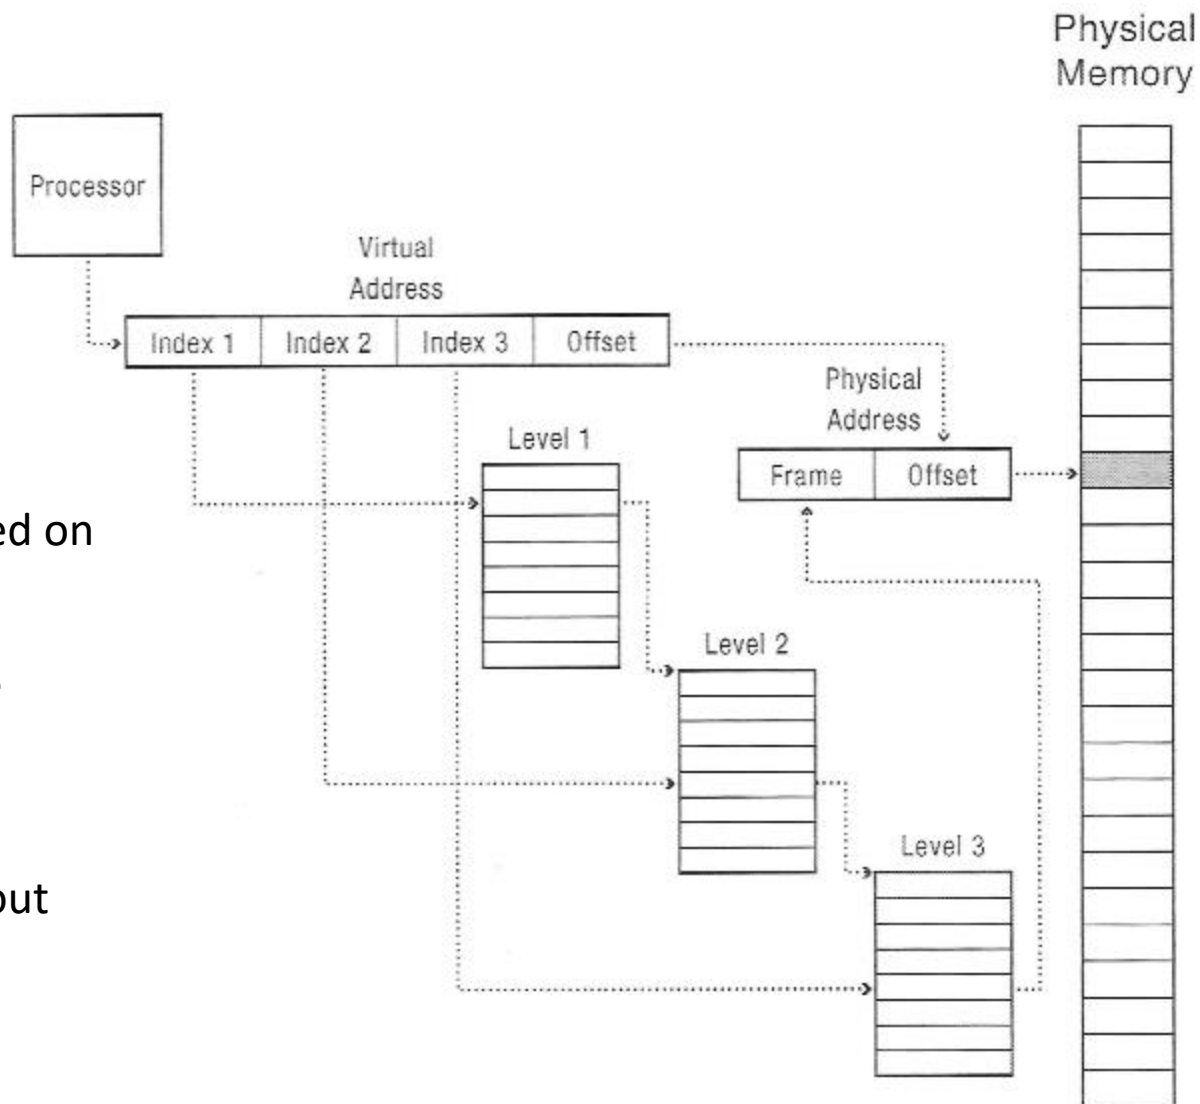 Physical
Memory
Processor
Virtual
Address
Index 1
Index 2
Index 3
Offset
Physical
Address
Frame
Offset
Level 1
ed on
Level 2
Level 3
out